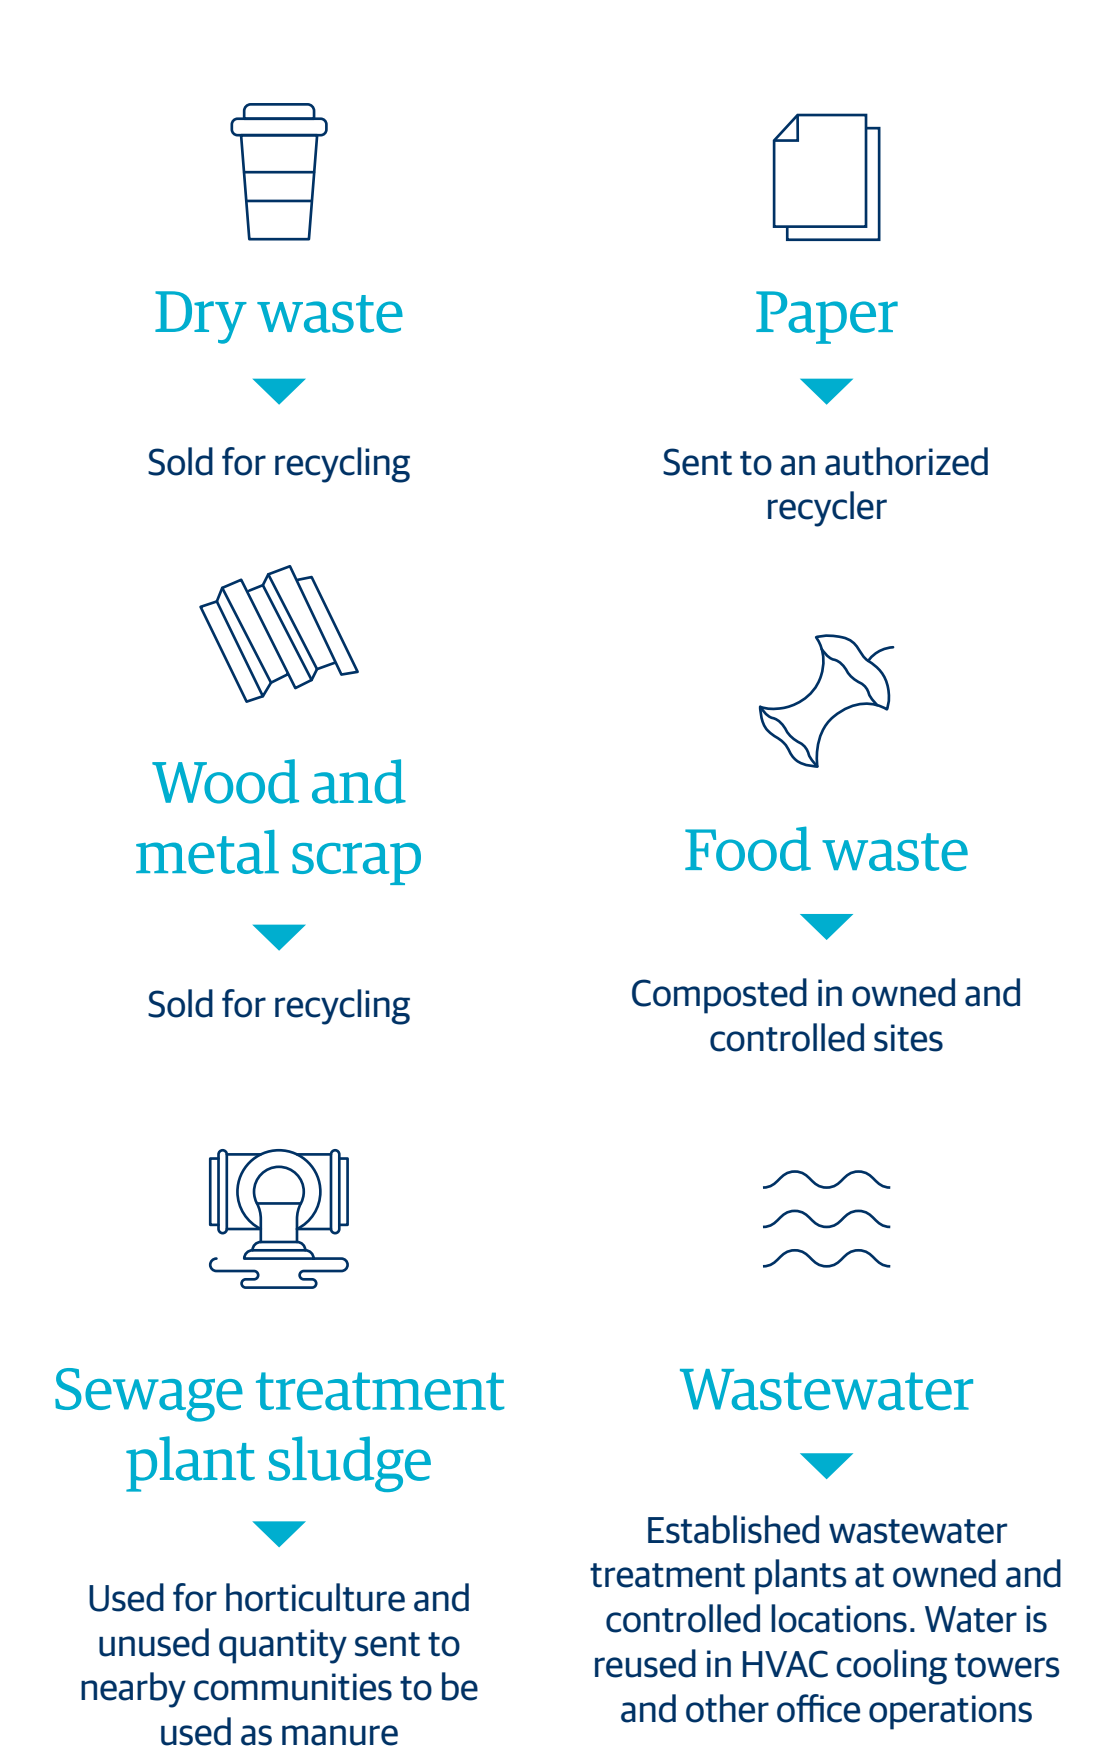 Dry waste
Sold for recycling
Paper
Sent to an authorized
recycler
Wood and
metal scrap
Sold for recycling
Food waste
Composted in owned and
controlled sites
Sewage treatment
plant sludge
Used for horticulture and
unused quantity sent to
nearby communities to be
used as manure
Wastewater
Established wastewater
treatment plants at owned and
controlled locations. Water is
reused in HVAC cooling towers
and other office operations